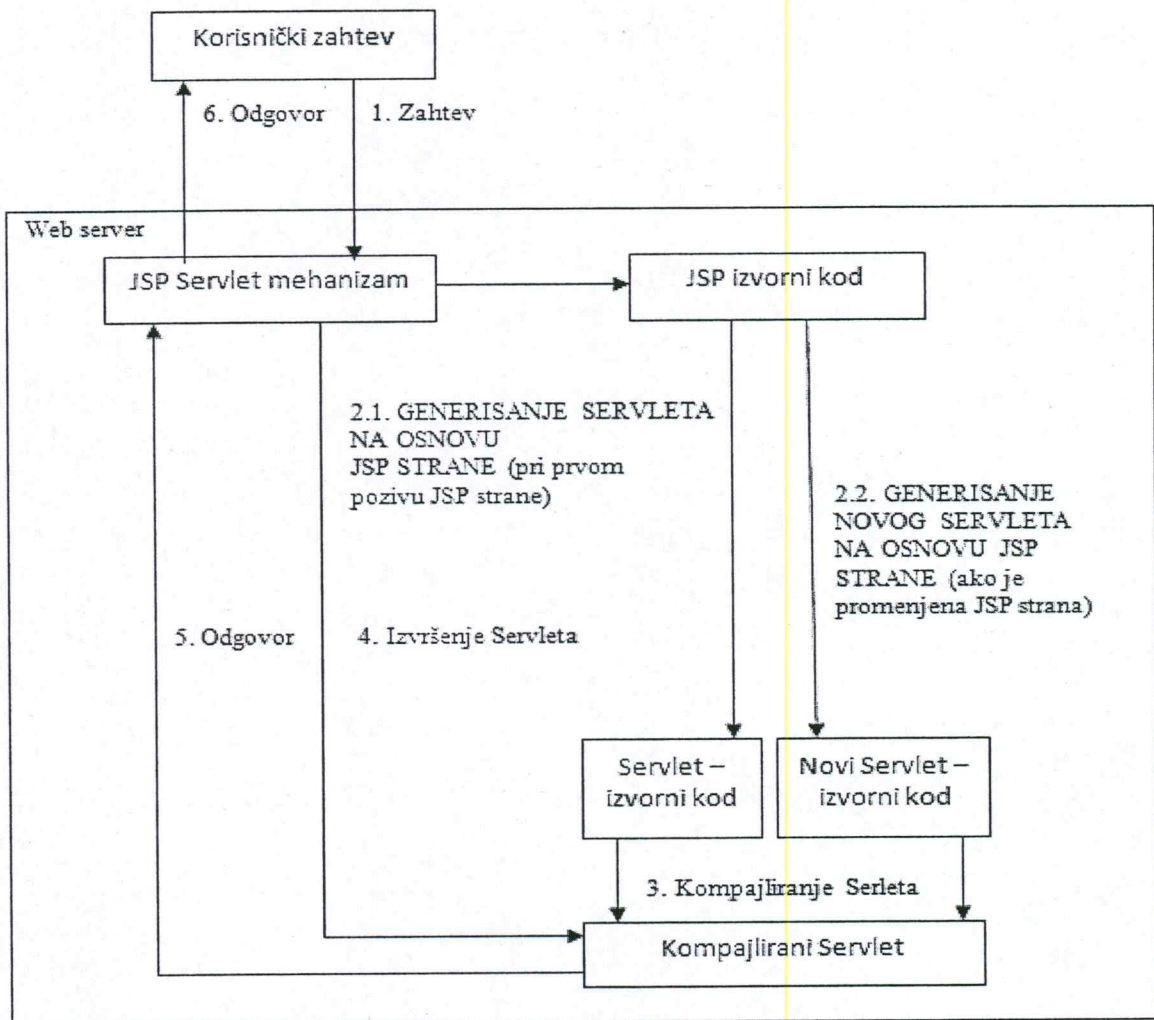 Korisnički zahtev
6. Odgovor
1. Zahtev
Web server
JSP Servlet mehanizam
JSP izvorni kod
2.1. GENERISANJE SERVLETA
NA OSNOVU
JSP STRANE (pri prvom
pozivu JSP strane)
2.2. GENERISANJE
NOVOG SERVLETA
NA OSNOVU JSP
STRANE (ako je
promenjena JSP strana)
5. Odgovor
4. Izvršenje Servleta
Servlet –
izvorni kod
Novi Servlet –
izvorni kod
3. Kompajliranje Serleta
Kompajlirani Servlet